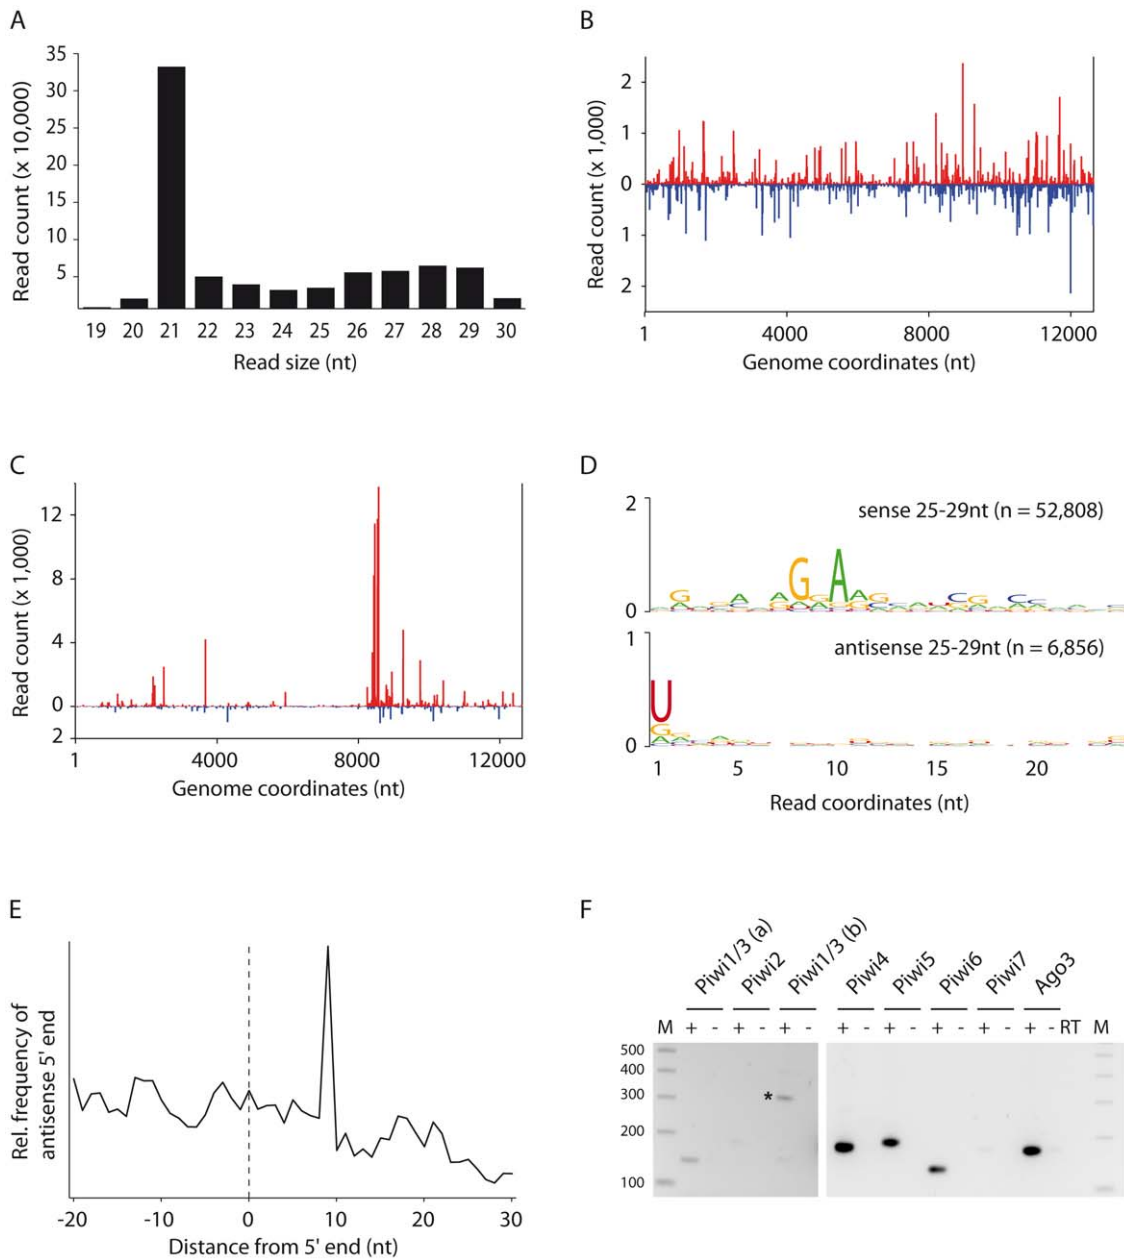 A
35
30
25
20
15
10
5
Read count (x 10,000)
19 20 21 22 23 24 25 26 27 28 29 30
Read size (nt)
B
2
1
0
1
2
Read count (x 1,000)
1 4000 8000 12000
Genome coordinates (nt)
C
12
8
4
0
2
Read count (x 1,000)
1 4000 8000 12000
Genome coordinates (nt)
D
2
sense 25-29nt (n = 52,808)
G A
0
1
antisense 25-29nt (n = 6,856)
U
0
1 5 10 15 20
Read coordinates (nt)
E
Rel. frequency of
antisense 5' end
-20 -10 0 10 20 30
Distance from 5' end (nt)
F
Piwi1/3 (a) Piwi2 Piwi1/3 (b) Piwi4 Piwi5 Piwi6 Piwi7 Ago3
M + - + - + - + - + - + - + - + - RT M
500
400
300
*
200
100